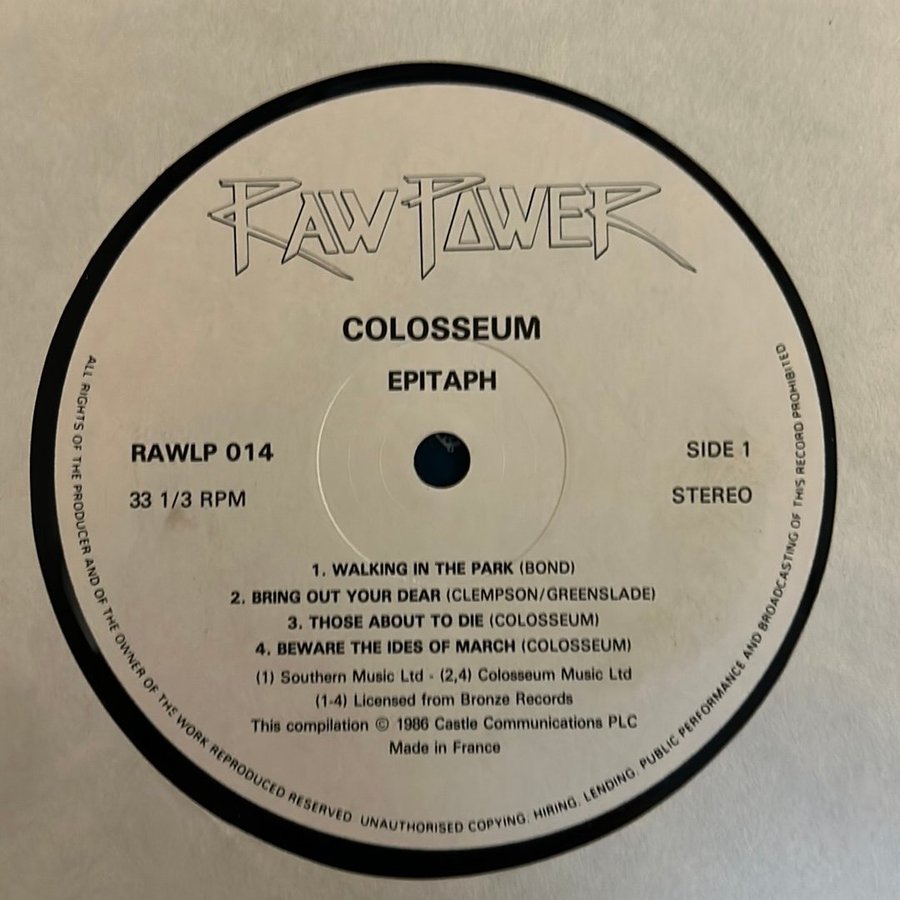 RAW POWER
COLOSSEUM
EPITAPH
RAWLP 014
SIDE 1
33 1/3 RPM
STEREO
1. WALKING IN THE PARK (BOND)
2. BRING OUT YOUR DEAR (CLEMPSON/GREENSLADE)
3. THOSE ABOUT TO DIE (COLOSSEUM)
4. BEWARE THE IDES OF MARCH (COLOSSEUM)
(1) Southern Music Ltd - (2,4) Colosseum Music Ltd
(1-4) Licensed from Bronze Records
This compilation © 1986 Castle Communications PLC
Made in France
ALL RIGHTS OF THE PRODUCER AND OF THE OWNER OF THE WORK REPRODUCED RESERVED. UNAUTHORISED COPYING. HIRING. LENDING. PUBLIC PERFORMANCE AND BROADCASTING OF THIS RECORD PROHIBITED